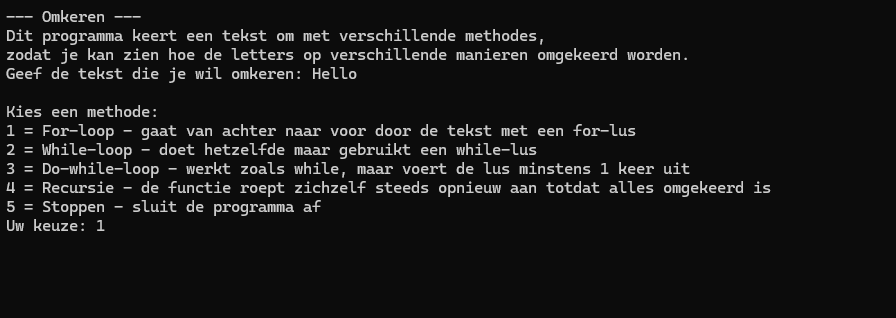 --- Omkeren ---
Dit programma keert een tekst om met verschillende methodes,
zodat je kan zien hoe de letters op verschillende manieren omgekeerd worden.
Geef de tekst die je wil omkeren: Hello
Kies een methode:
1 = For-loop - gaat van achter naar voor door de tekst met een for-lus
2 = While-loop - doet hetzelfde maar gebruikt een while-lus
3 = Do-while-loop - werkt zoals while, maar voert de lus minstens 1 keer uit
4 = Recursie - de functie roept zichzelf steeds opnieuw aan totdat alles omgekeerd is
5 = Stoppen - sluit de programma af
Uw keuze: 1